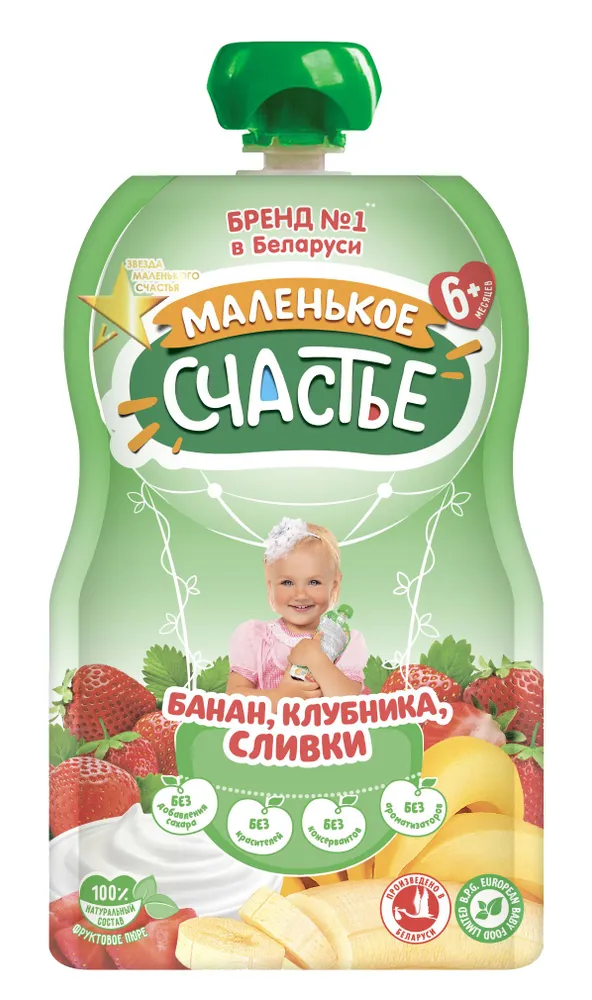 БРЕНД №1**
в Беларуси
ЗВЕЗДА
МАЛЕНЬКОГО
СЧАСТЬЯ
6+
МЕСЯЦЕВ
МАЛЕНЬКОЕ
СЧАСТЬЕ
БАНАН, КЛУБНИКА,
СЛИВКИ
БЕЗ
добавления
сахара
БЕЗ
красителей
БЕЗ
консервантов
БЕЗ
ароматизаторов
100%
НАТУРАЛЬНЫЙ
СОСТАВ
ФРУКТОВОЕ ПЮРЕ
ПРОИЗВЕДЕНО В
БЕЛАРУСИ
B.P.G. EUROPEAN BABY FOOD LIMITED